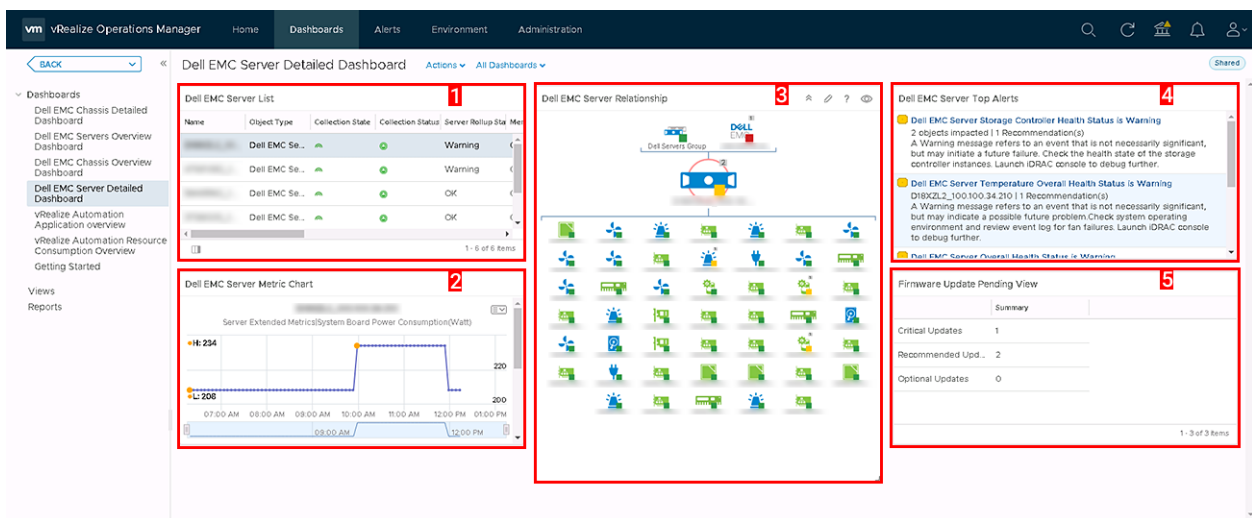 vm vRealize Operations Manager Home Dashboards Alerts Environment Administration
BACK
Dell EMC Server Detailed Dashboard Actions All Dashboards Shared
Dashboards
Dell EMC Chassis Detailed
Dashboard
Dell EMC Servers Overview
Dashboard
Dell EMC Chassis Overview
Dashboard
Dell EMC Server Detailed
Dashboard
vRealize Automation
Application overview
vRealize Automation Resource
Consumption Overview
Getting Started
Views
Reports
Dell EMC Server List 1
Name Object Type Collection State Collection Status Server Rollup Sta Mer
Dell EMC Se... Warning
Dell EMC Se... Warning
Dell EMC Se... OK
Dell EMC Se... OK
1 - 6 of 6 items
Dell EMC Server Metric Chart 2
Server Extended Metrics|System Board Power Consumption(Watt)
H: 234
220
L: 208
200
07:00 AM 08:00 AM 09:00 AM 10:00 AM 11:00 AM 12:00 PM 01:00 PM
09:00 AM 12:00 PM
Dell EMC Server Relationship 3
?
DELL
EMC
Dell Servers Group
2
Dell EMC Server Top Alerts 4
Dell EMC Server Storage Controller Health Status is Warning
2 objects impacted | 1 Recommendation(s)
A Warning message refers to an event that is not necessarily significant,
but may initiate a future failure. Check the health state of the storage
controller instances. Launch iDRAC console to debug further.
Dell EMC Server Temperature Overall Health Status is Warning
D18XZL2_100.100.34.210 | 1 Recommendation(s)
A Warning message refers to an event that is not necessarily significant,
but may indicate a possible future problem.Check system operating
environment and review event log for fan failures. Launch iDRAC console
to debug further.
Dell EMC Server Overall Health Status is Warning
Firmware Update Pending View 5
Summary
Critical Updates 1
Recommended Upd... 2
Optional Updates 0
1 - 3 of 3 items